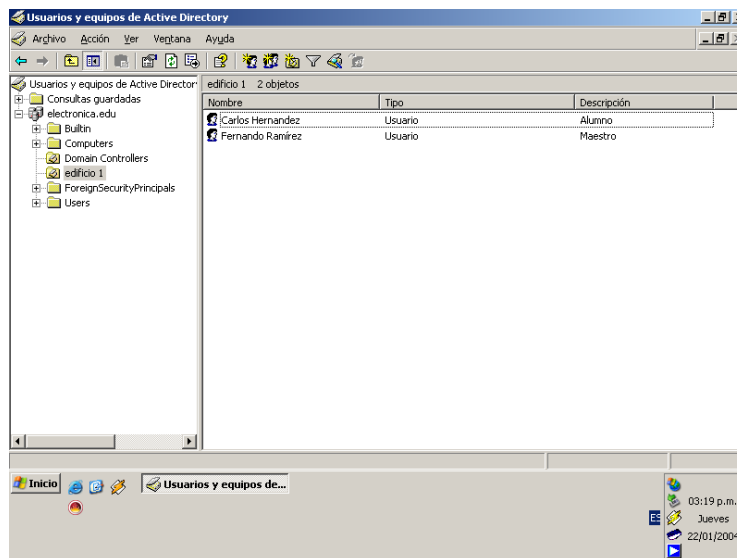 Usuarios y equipos de Active Directory
Archivo Acción Ver Ventana Ayuda
Usuarios y equipos de Active Director
Consultas guardadas
electronica.edu
Builtin
Computers
Domain Controllers
edificio 1
ForeignSecurityPrincipals
Users
edificio 1 2 objetos
Nombre Tipo Descripción
Carlos Hernandez Usuario Alumno
Fernando Ramírez Usuario Maestro
Inicio
Usuarios y equipos de...
ES
03:19 p.m.
Jueves
22/01/2004